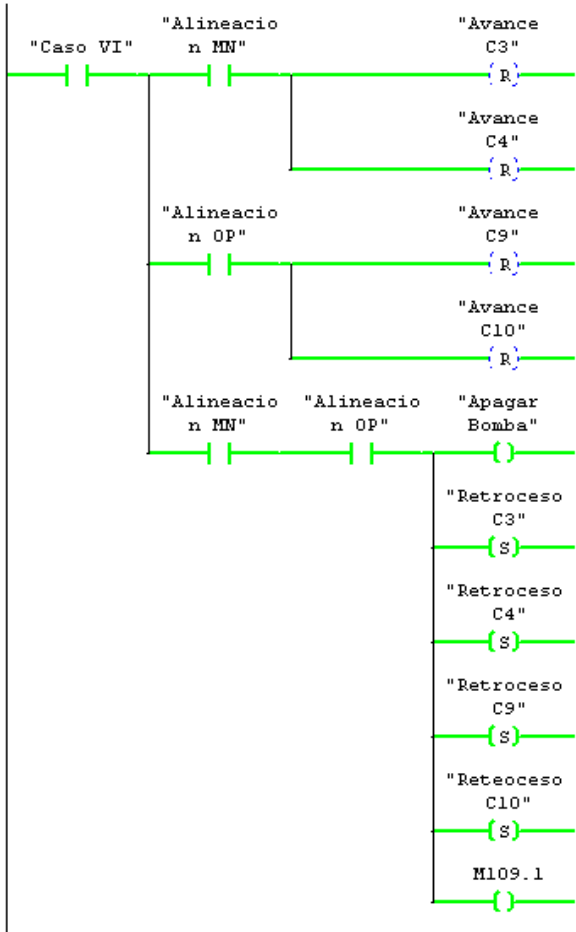 "Alineacio "Avance
"Caso VI" n MN" C3"
( R )
"Avance
C4"
( R )
"Alineacio "Avance
n OP" C9"
( R )
"Avance
C10"
( R )
"Alineacio "Alineacio "Apagar
n MN" n OP" Bomba"
( )
"Retroceso
C3"
( S )
"Retroceso
C4"
( S )
"Retroceso
C9"
( S )
"Reteoceso
C10"
( S )
M109.1
( )